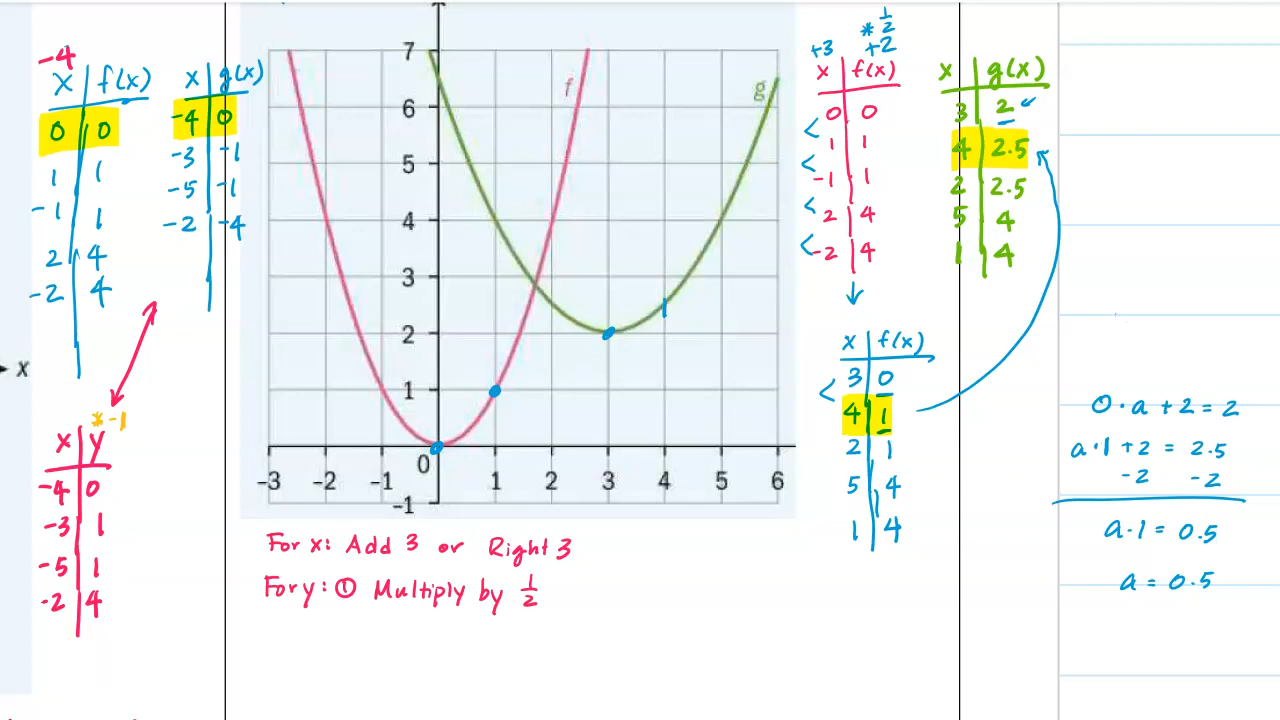 -4
x f(x)
0 0
1 1
-1 1
2 4
-2 4
x g(x)
-4 0
-3 -1
-5 -1
-2 -4
x
* -1
x y
-4 0
-3 1
-5 1
-2 4
7
6
5
4
3
2
1
0
-1
-3 -2 -1 1 2 3 4 5 6
f
g
For x: Add 3 or Right 3
For y: ① Multiply by 1/2
* 1/2
+3 +2
x f(x)
0 0
< 1 1
< -1 1
< 2 4
< -2 4
x f(x)
3 0
< 4 1
2 1
5 4
1 4
x g(x)
3 2
4 2.5
2 2.5
5 4
1 4
0 · a + 2 = 2
a · 1 + 2 = 2.5
-2 -2
a · 1 = 0.5
a = 0.5